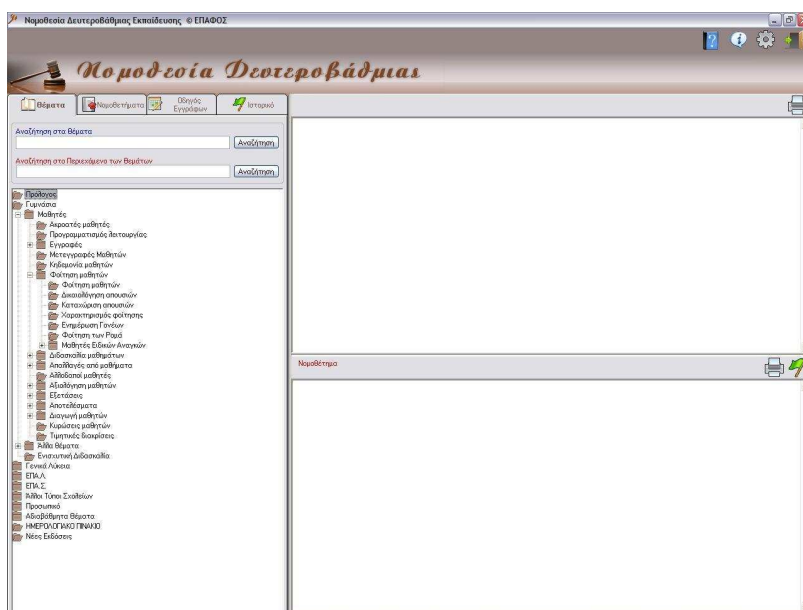 Νομοθεσία Δευτεροβάθμιας Εκπαίδευσης © ΕΠΑΦΟΣ
Νομοθεσία Δευτεροβάθμιας
Θέματα
Νομοθετήματα
Οδηγός
Εγγράφων
Ιστορικό
Αναζήτηση στα Θέματα
Αναζήτηση
Αναζήτηση στο Περιεχόμενο των Θεμάτων
Αναζήτηση
Πρόλογος
Γυμνάσια
Μαθητές
Ακροατές μαθητές
Προγραμματισμός λειτουργίας
Εγγραφές
Μετεγγραφές Μαθητών
Κηδεμονία μαθητών
Φοίτηση μαθητών
Φοίτηση μαθητών
Δικαιολόγηση απουσιών
Καταχώριση απουσιών
Χαρακτηρισμός φοίτησης
Ενημέρωση Γονέων
Φοίτηση των Ρομά
Μαθητές Ειδικών Αναγκών
Διδασκαλία μαθημάτων
Απαλλαγές από μαθήματα
Αλλοδαποί μαθητές
Αξιολόγηση μαθητών
Εξετάσεις
Αποτελέσματα
Διαγωγή μαθητών
Κυρώσεις μαθητών
Τιμητικές διακρίσεις
Άλλα θέματα
Ενισχυτική Διδασκαλία
Γενικά Λύκεια
ΕΠΑ.Λ.
ΕΠΑ.Σ.
Άλλοι Τύποι Σχολείων
Προσωπικό
Αδιαβάθμητα Θέματα
ΗΜΕΡΟΛΟΓΙΑΚΟ ΠΙΝΑΚΙΟ
Νέες Εκδόσεις
Νομοθέτημα